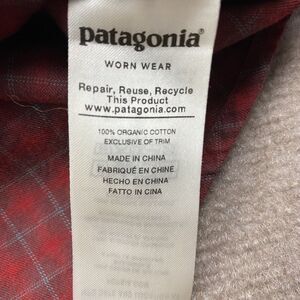 patagonia®
WORN WEAR
Repair, Reuse, Recycle
This Product
www.patagonia.com
100% ORGANIC COTTON
EXCLUSIVE OF TRIM
MADE IN CHINA
FABRIQUÉ EN CHINE
HECHO EN CHINA
FATTO IN CINA